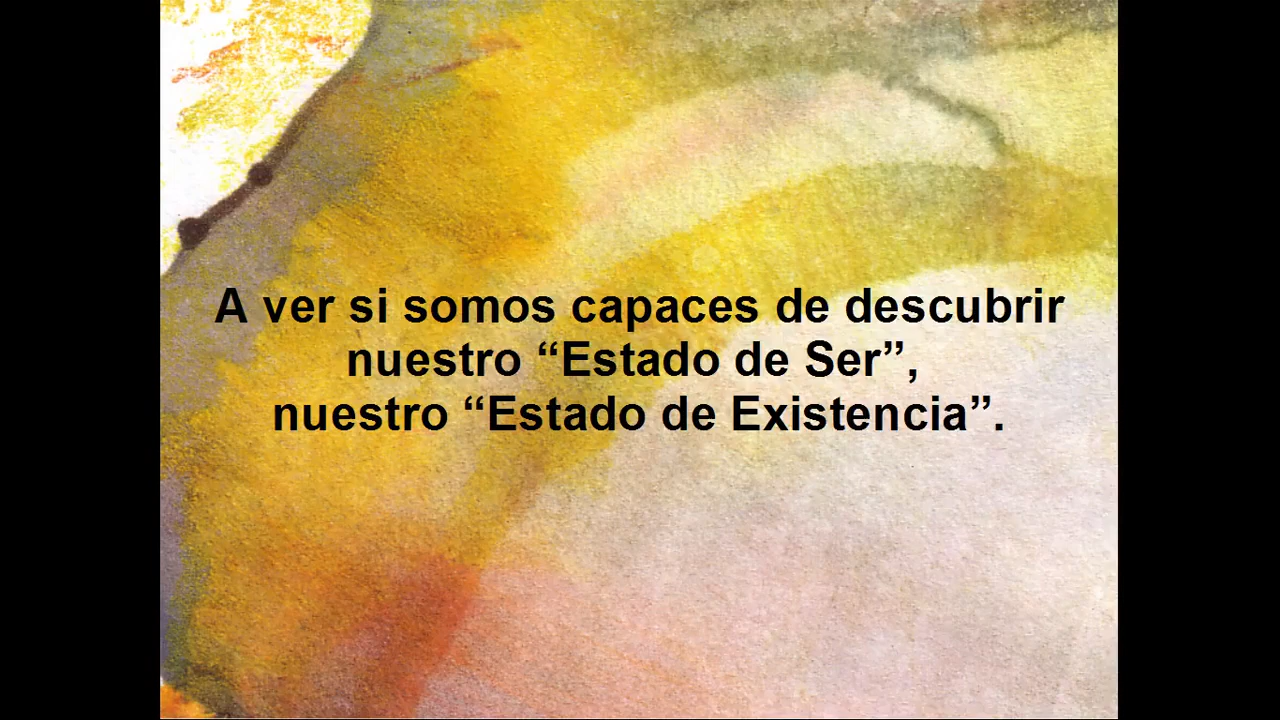 A ver si somos capaces de descubrir
nuestro “Estado de Ser”,
nuestro “Estado de Existencia”.